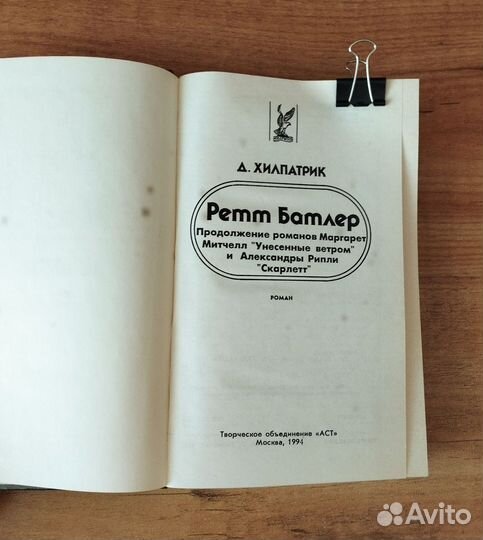 Д. ХИЛПАТРИК
Ретт Батлер
Продолжение романов Маргарет
Митчелл "Унесенные ветром"
и Александры Рипли
"Скарлетт"
РОМАН
Творческое объединение «АСТ»
Москва, 1994
Avito